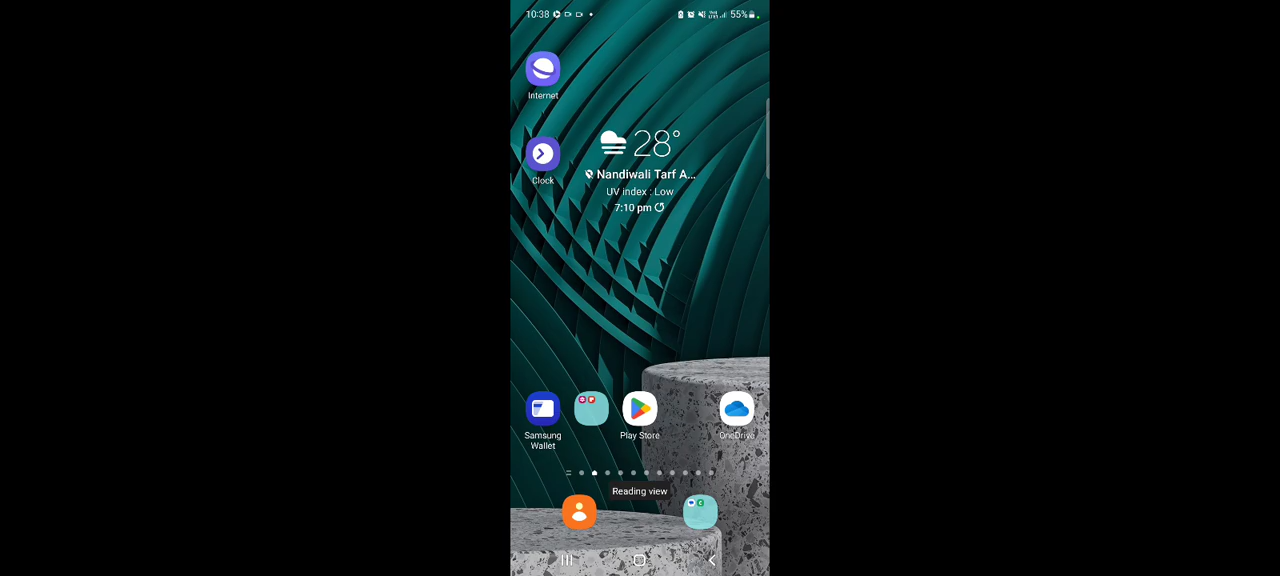 10:38
55%
Internet
28°
Clock
Nandiwali Tarf A...
UV index : Low
7:10 pm
Samsung
Wallet
Play Store
OneDrive
Reading view